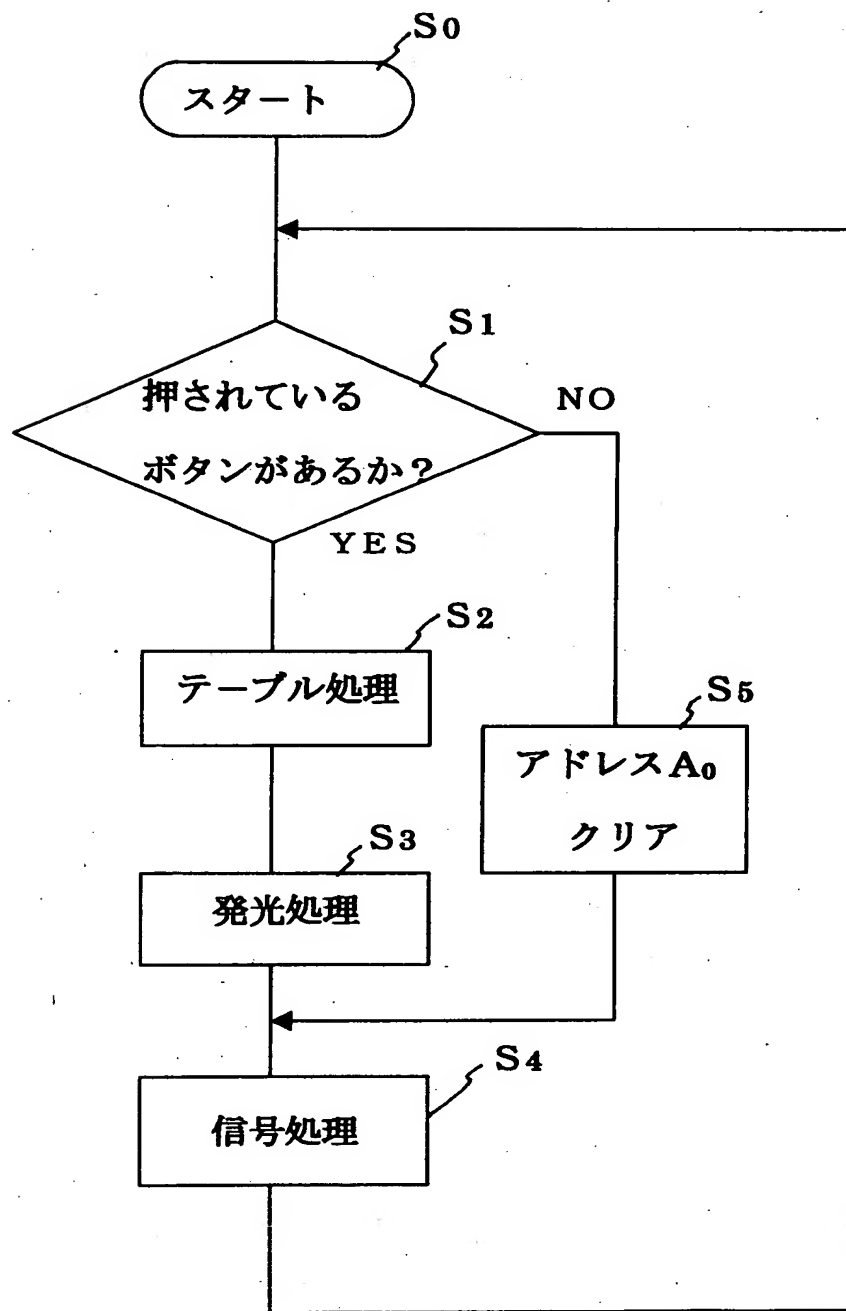 S0
スタート
S1
押されている
ボタンがあるか?
NO
YES
S2
テーブル処理
S5
アドレスA₀
クリア
S3
発光処理
S4
信号処理